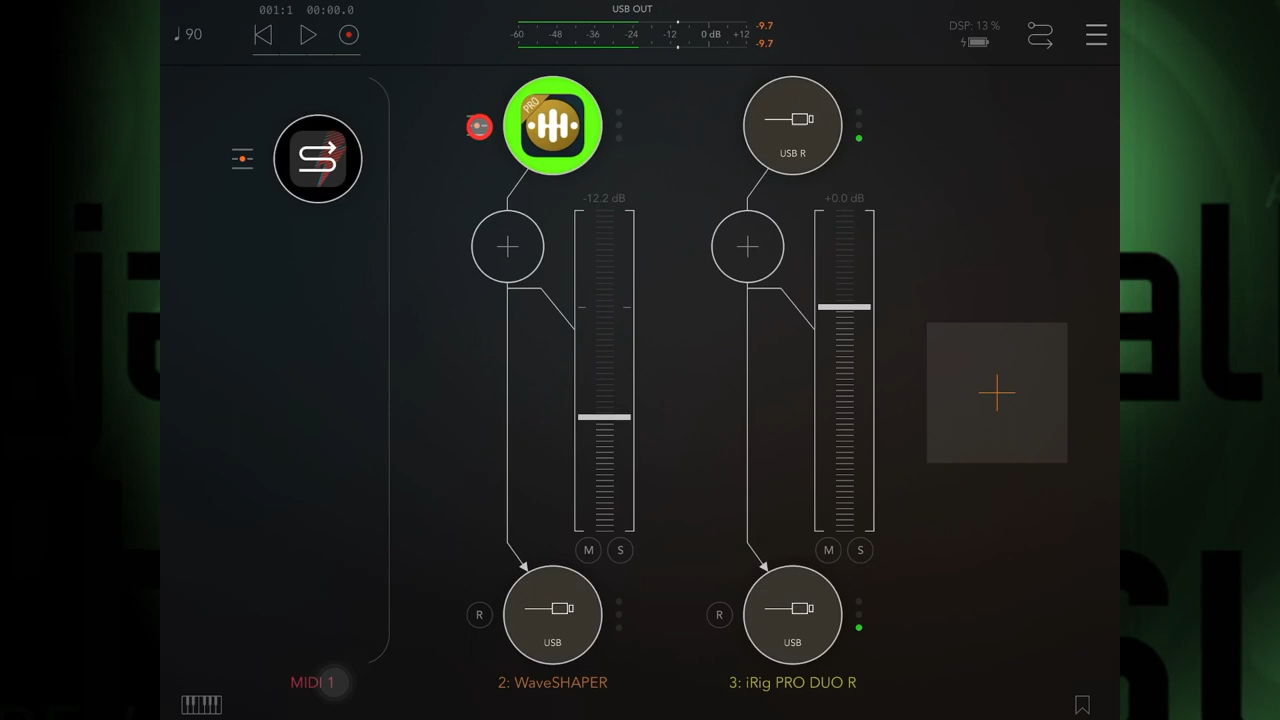 001:1 00:00.0
USB OUT
♩ 90
-60 -48 -36 -24 -12 0 dB +12
-9.7
-9.7
DSP: 13 %
PRO
USB R
-12.2 dB
+0.0 dB
M S
M S
R
USB
R
USB
MIDI 1
2: WaveSHAPER
3: iRig PRO DUO R